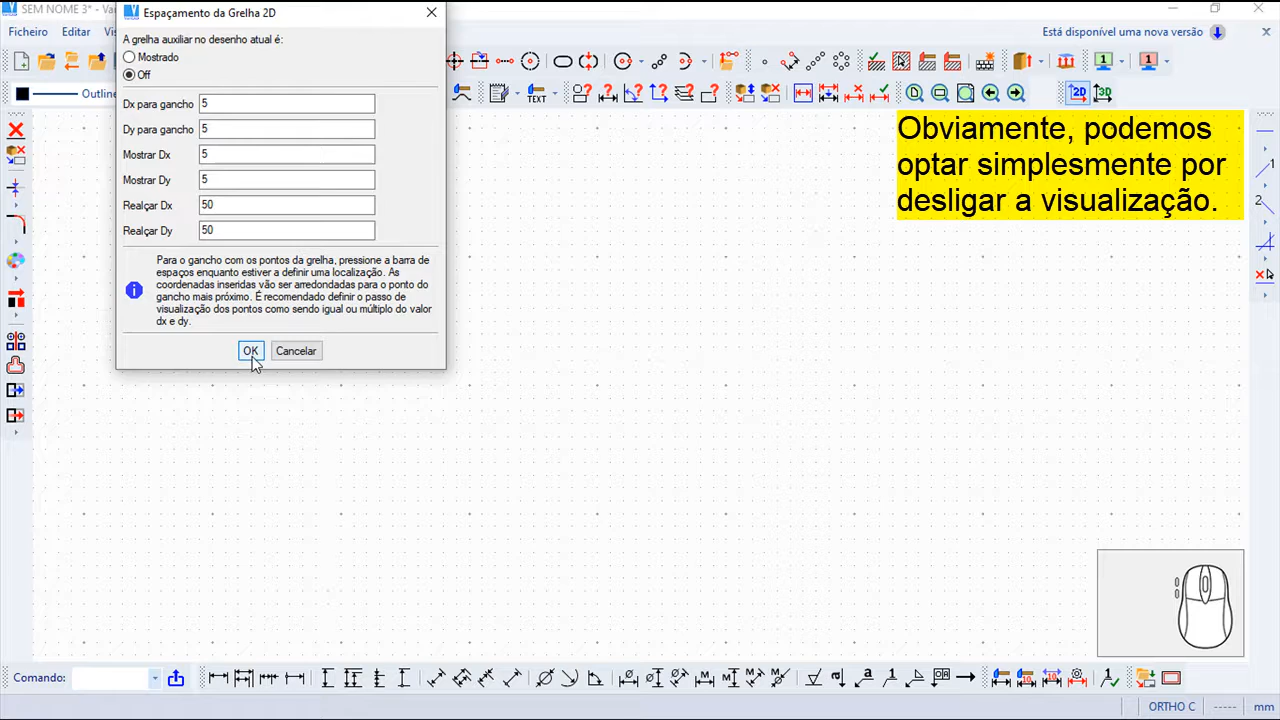 SEM NOME 3* - Va
Espaçamento da Grelha 2D
Ficheiro Editar
Está disponível uma nova versão
A grelha auxiliar no desenho atual é:
Mostrado
Off
Outline
Dx para gancho 5
Dy para gancho 5
Mostrar Dx 5
Mostrar Dy 5
Realçar Dx 50
Realçar Dy 50
Para o gancho com os pontos da grelha, pressione a barra de
espaços enquanto estiver a definir uma localização. As
coordenadas inseridas vão ser arredondadas para o ponto do
gancho mais próximo. É recomendado definir o passo de
visualização dos pontos como sendo igual ou múltiplo do valor
dx e dy.
OK Cancelar
TEXT
2D 3D
Obviamente, podemos
optar simplesmente por
desligar a visualização.
Comando:
ORTHO C ----- mm